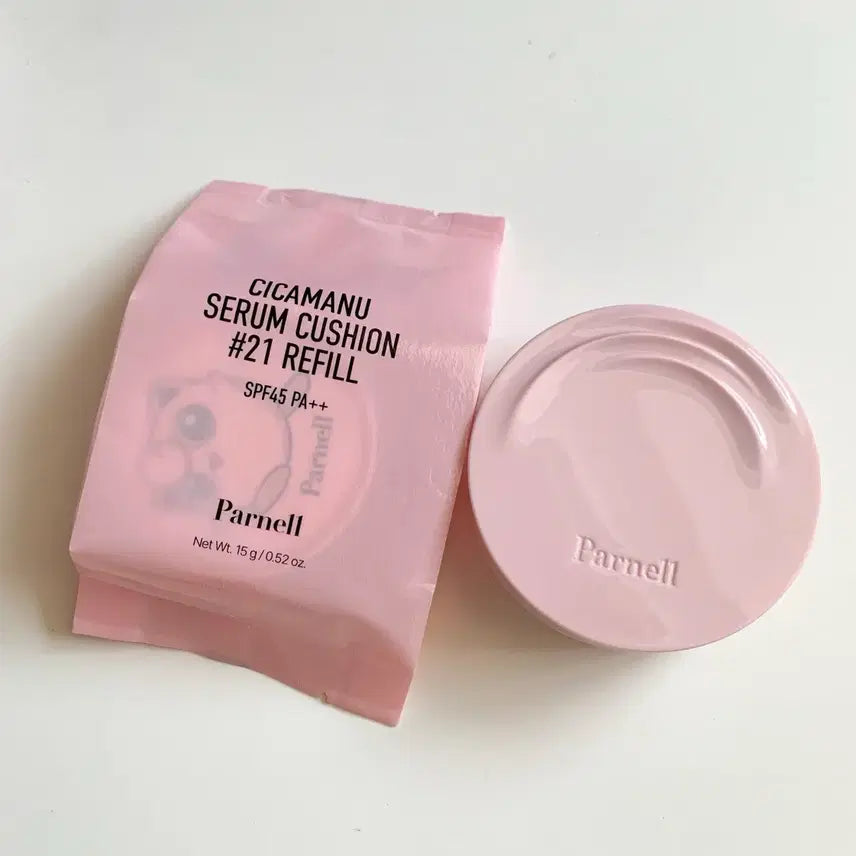 CICAMANU
SERUM CUSHION
#21 REFILL
SPF45 PA++
Parnell
Parnell
Net Wt. 15 g / 0.52 oz.
Parnell